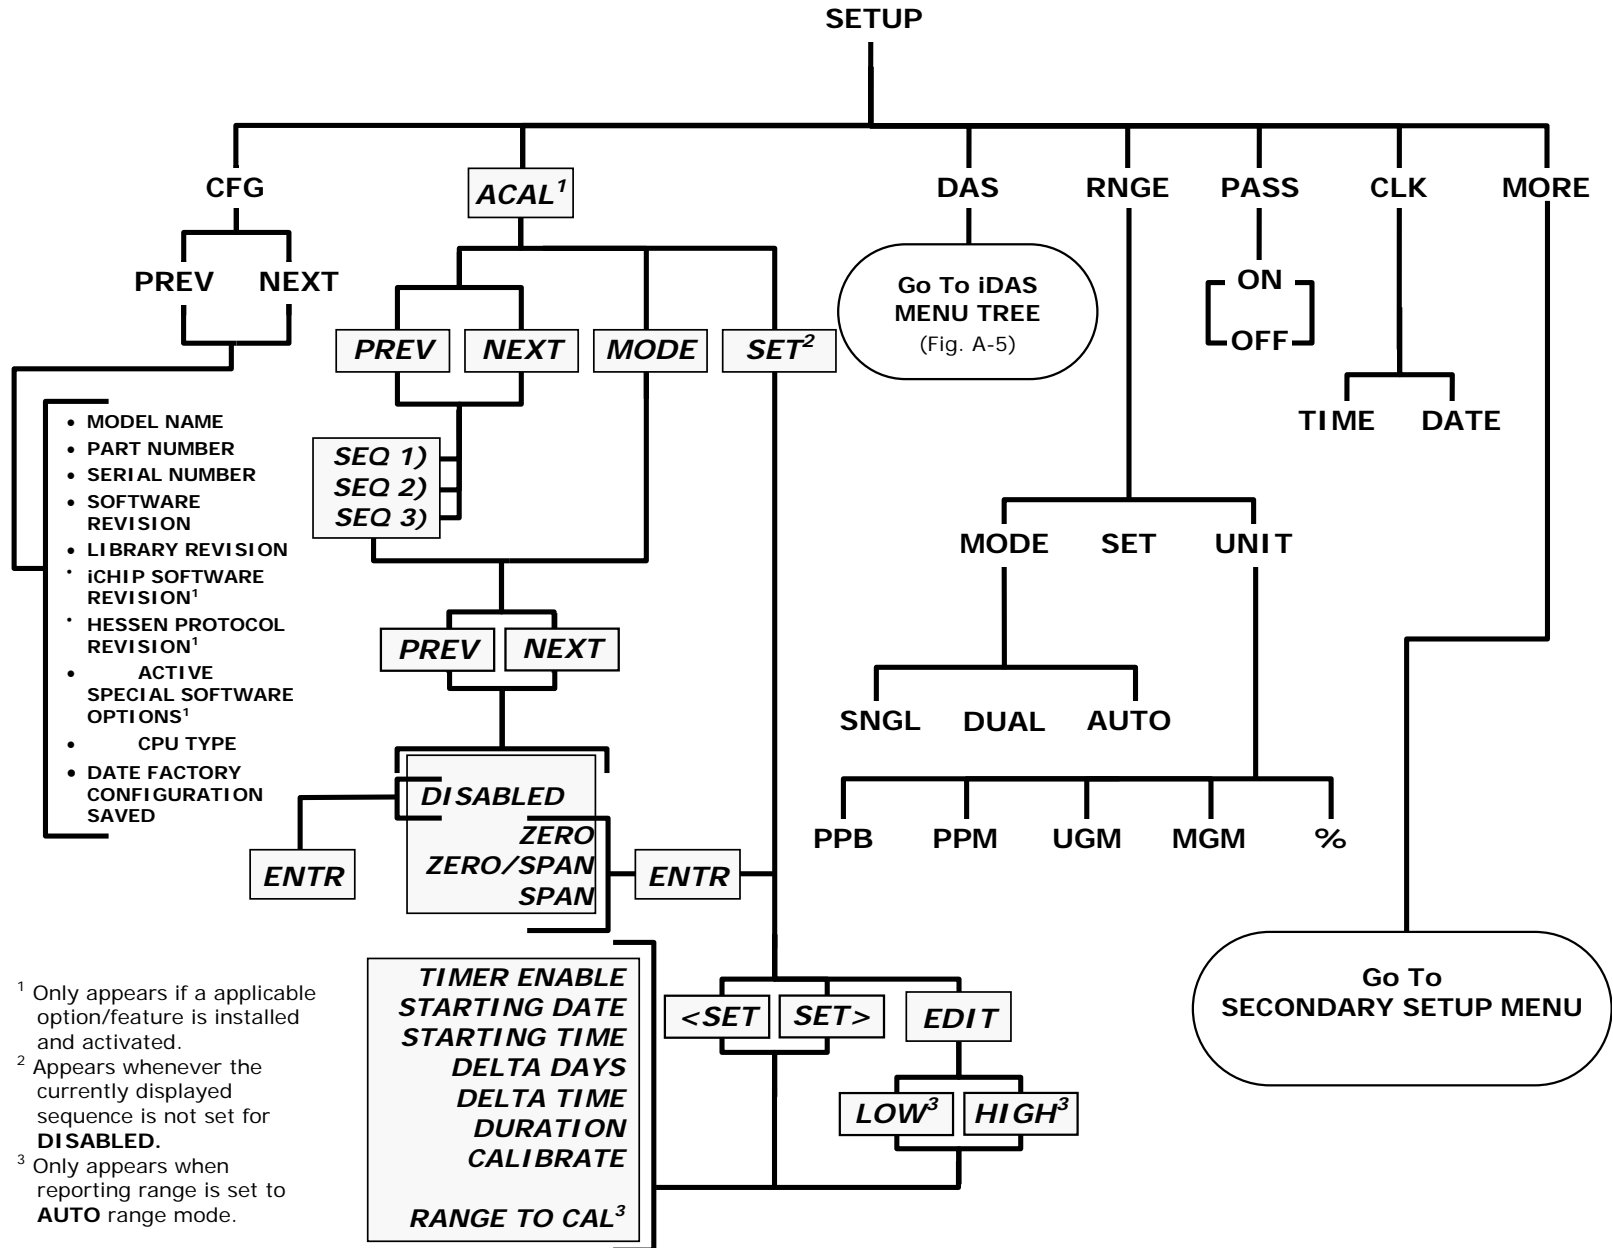 SETUP
CFG
ACAL¹
DAS
RNGE
PASS
CLK
MORE
PREV
NEXT
PREV
NEXT
MODE
SET²
Go To iDAS
MENU TREE
(Fig. A-5)
ON
OFF
TIME
DATE
• MODEL NAME
• PART NUMBER
• SERIAL NUMBER
• SOFTWARE
REVISION
• LIBRARY REVISION
• iCHIP SOFTWARE
REVISION¹
• HESSEN PROTOCOL
REVISION¹
• ACTIVE
SPECIAL SOFTWARE
OPTIONS¹
• CPU TYPE
• DATE FACTORY
CONFIGURATION
SAVED
SEQ 1)
SEQ 2)
SEQ 3)
PREV
NEXT
MODE
SET
UNIT
SNGL
DUAL
AUTO
PPB
PPM
UGM
MGM
%
DISABLED
ZERO
ZERO/SPAN
SPAN
ENTR
ENTR
TIMER ENABLE
STARTING DATE
STARTING TIME
DELTA DAYS
DELTA TIME
DURATION
CALIBRATE
RANGE TO CAL³
<SET
SET>
EDIT
LOW³
HIGH³
Go To
SECONDARY SETUP MENU
¹ Only appears if a applicable
option/feature is installed
and activated.
² Appears whenever the
currently displayed
sequence is not set for
DISABLED.
³ Only appears when
reporting range is set to
AUTO range mode.